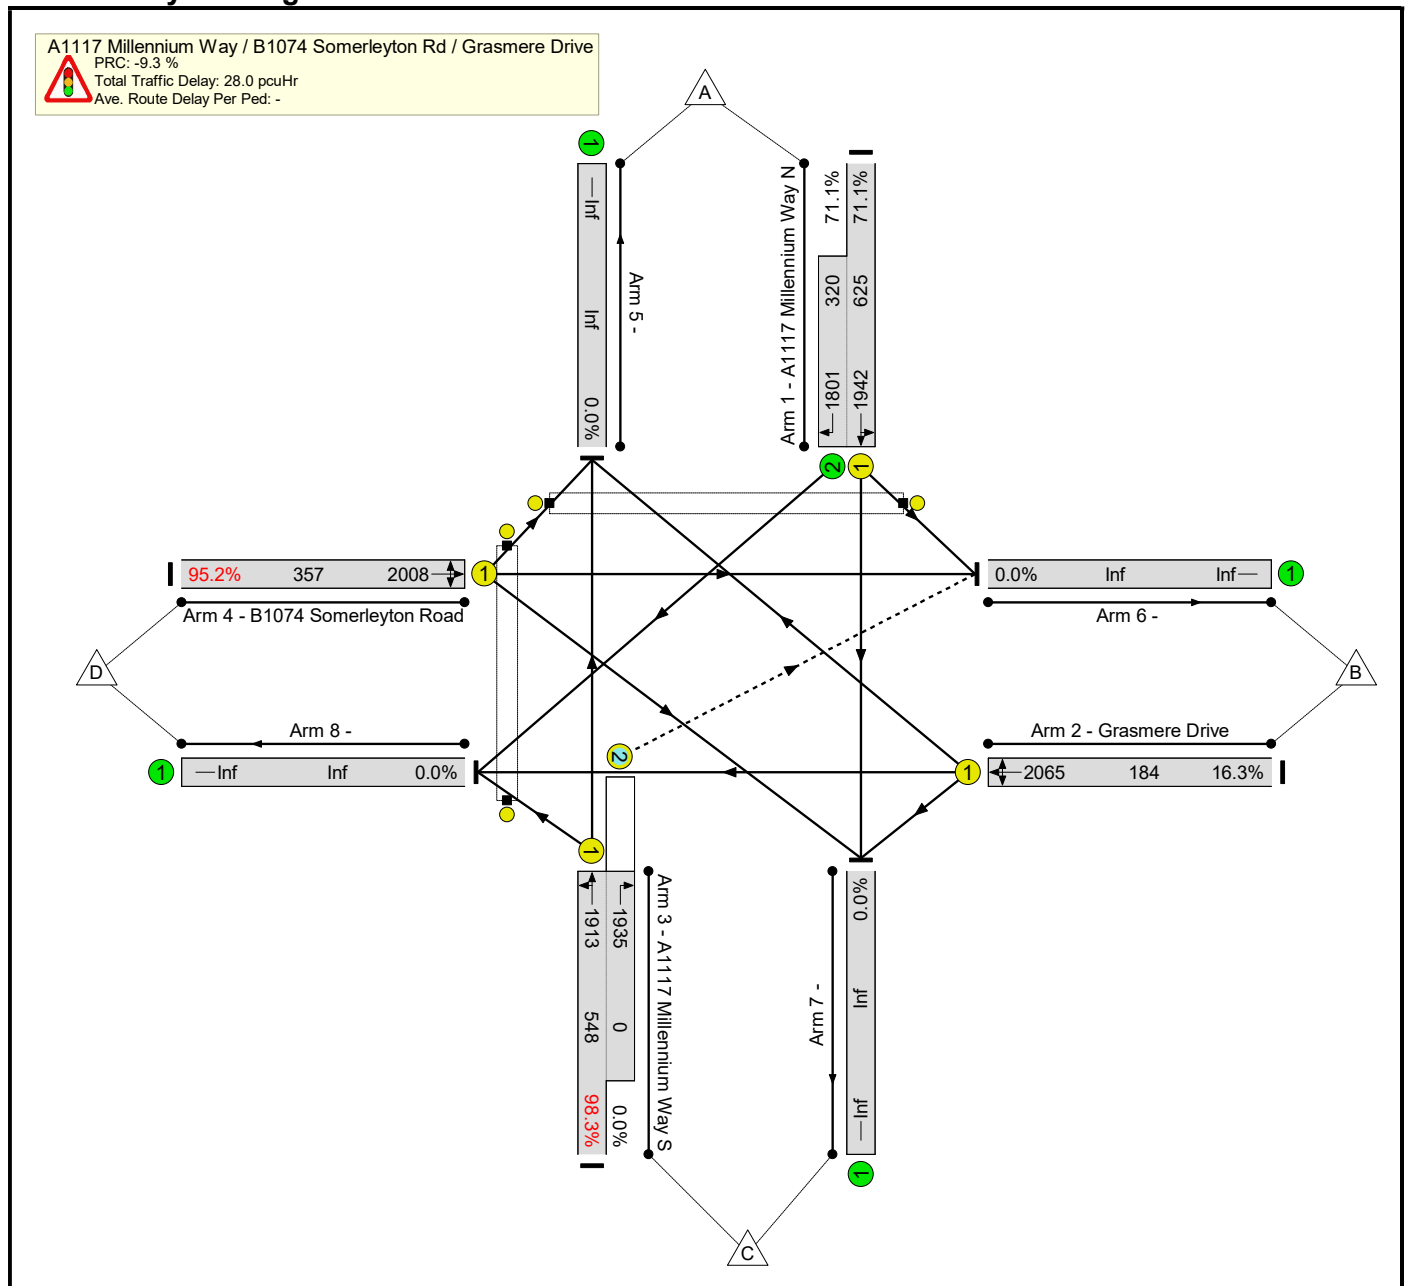 A1117 Millennium Way / B1074 Somerleyton Rd / Grasmere Drive
PRC: -9.3 %
Total Traffic Delay: 28.0 pcuHr
Ave. Route Delay Per Ped: -
A
1
Inf
Inf
0.0%
Arm 5 -
Arm 1 - A1117 Millennium Way N
71.1%
320
1801
71.1%
625
1942
2
1
95.2% 357 2008
1
Arm 4 - B1074 Somerleyton Road
0.0% Inf Inf
1
Arm 6 -
D
B
Arm 8 -
1
Inf Inf 0.0%
2
Arm 2 - Grasmere Drive
1
2065 184 16.3%
1
1913
548
98.3%
1935
0
0.0%
Arm 3 - A1117 Millennium Way S
Arm 7 -
0.0%
Inf
Inf
1
C